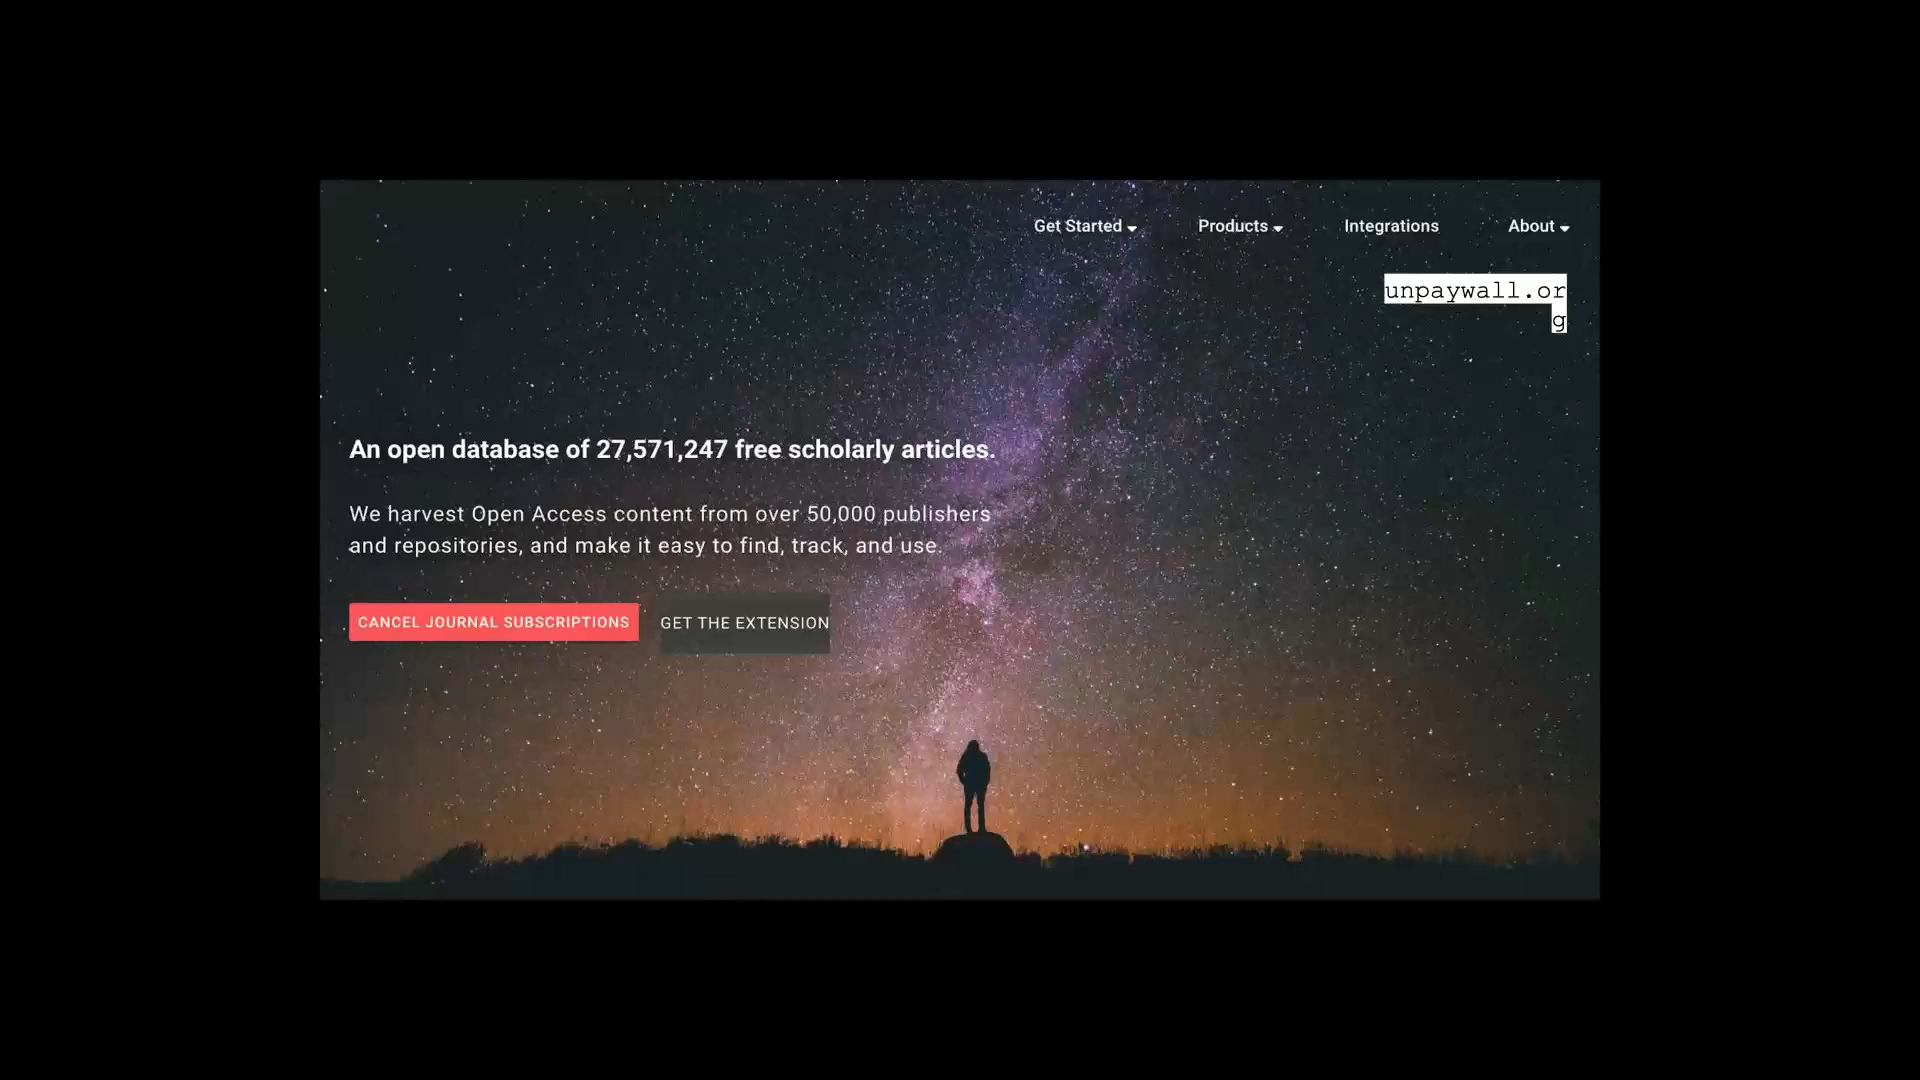 Get Started
Products
Integrations
About
unpaywall.or
g
An open database of 27,571,247 free scholarly articles.
We harvest Open Access content from over 50,000 publishers
and repositories, and make it easy to find, track, and use.
CANCEL JOURNAL SUBSCRIPTIONS
GET THE EXTENSION